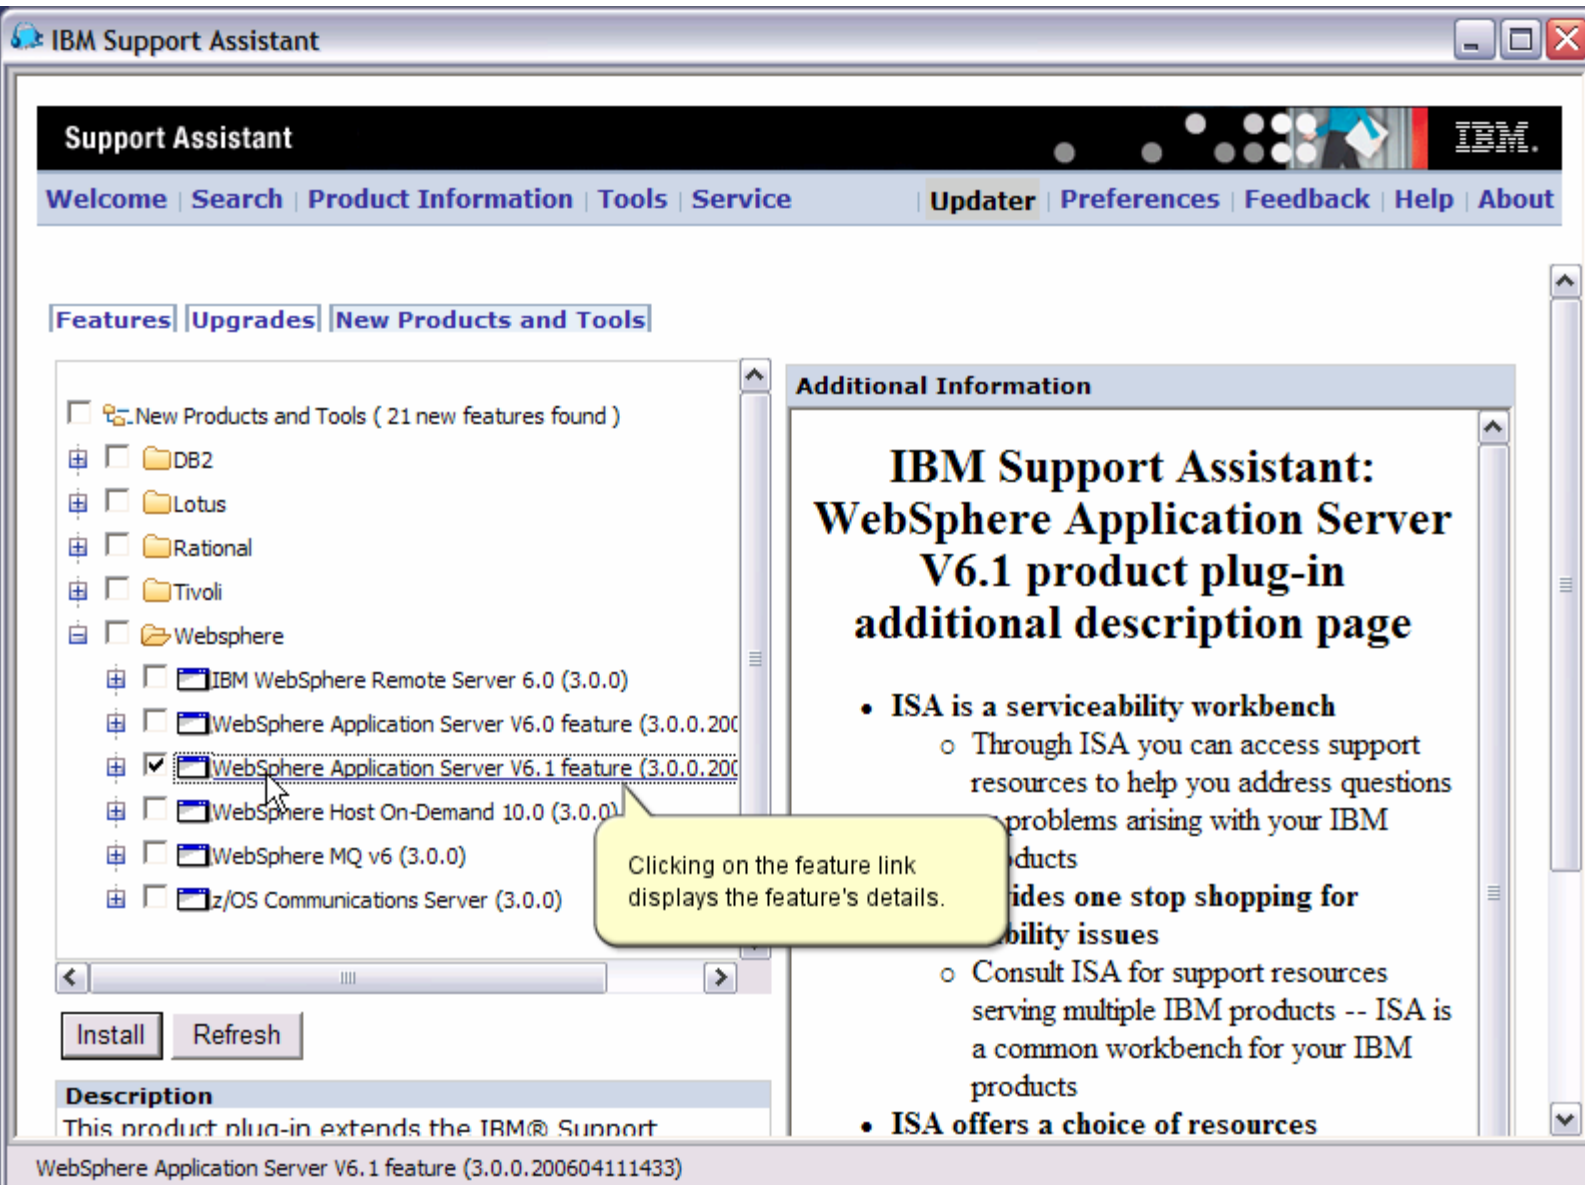 IBM Support Assistant
Support Assistant
IBM.
Welcome | Search | Product Information | Tools | Service | Updater | Preferences | Feedback | Help | About
Features Upgrades New Products and Tools
New Products and Tools ( 21 new features found )
DB2
Lotus
Rational
Tivoli
Websphere
IBM WebSphere Remote Server 6.0 (3.0.0)
WebSphere Application Server V6.0 feature (3.0.0.200
WebSphere Application Server V6.1 feature (3.0.0.200
WebSphere Host On-Demand 10.0 (3.0.0)
WebSphere MQ v6 (3.0.0)
z/OS Communications Server (3.0.0)
Clicking on the feature link
displays the feature's details.
Install Refresh
Description
This product plug-in extends the IBM® Support
Additional Information
IBM Support Assistant:
WebSphere Application Server
V6.1 product plug-in
additional description page
• ISA is a serviceability workbench
o Through ISA you can access support
resources to help you address questions
problems arising with your IBM
ducts
ides one stop shopping for
bility issues
o Consult ISA for support resources
serving multiple IBM products -- ISA is
a common workbench for your IBM
products
• ISA offers a choice of resources
WebSphere Application Server V6.1 feature (3.0.0.200604111433)